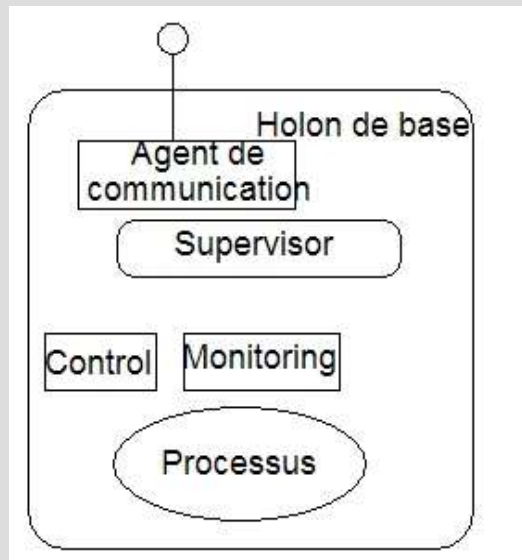 Holon de base
Agent de
communication
Supervisor
Control
Monitoring
Processus